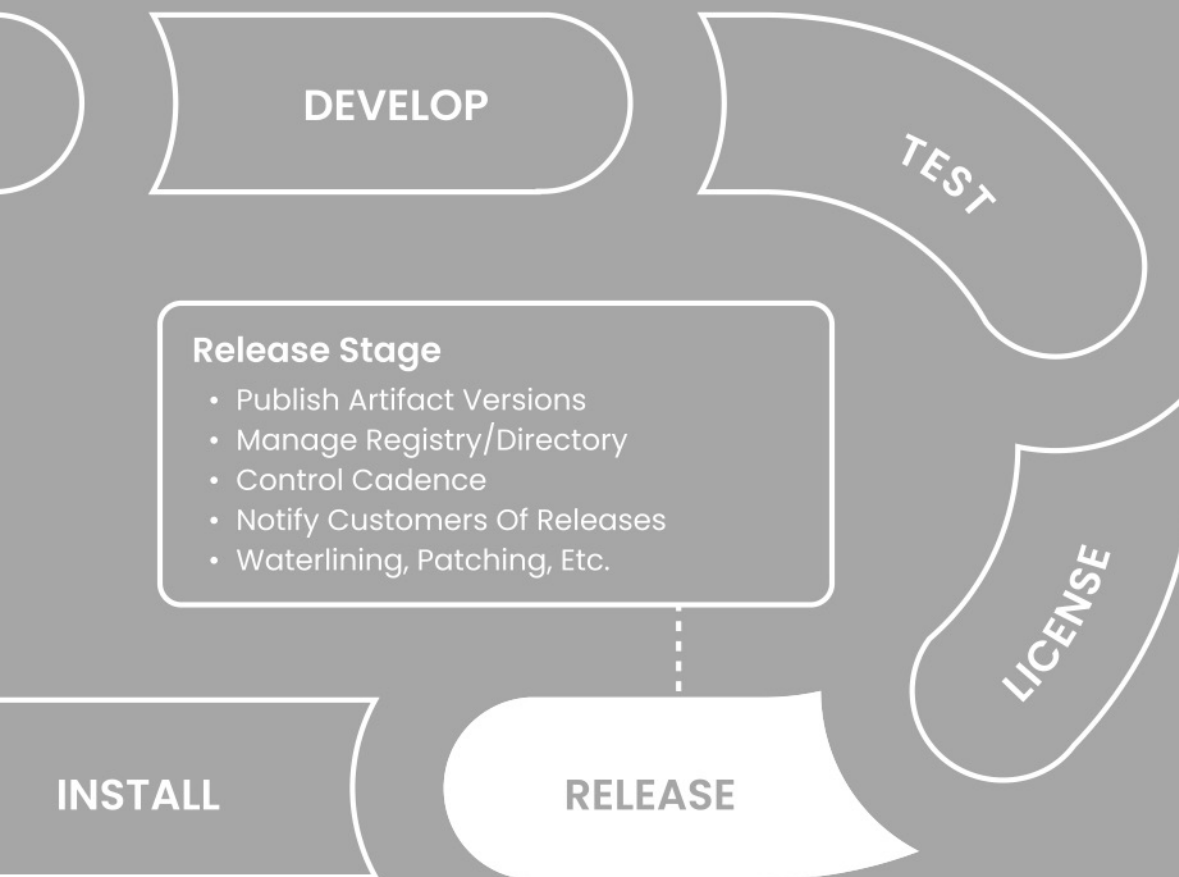 DEVELOP
TEST
Release Stage
• Publish Artifact Versions
• Manage Registry/Directory
• Control Cadence
• Notify Customers Of Releases
• Waterlining, Patching, Etc.
LICENSE
RELEASE
INSTALL